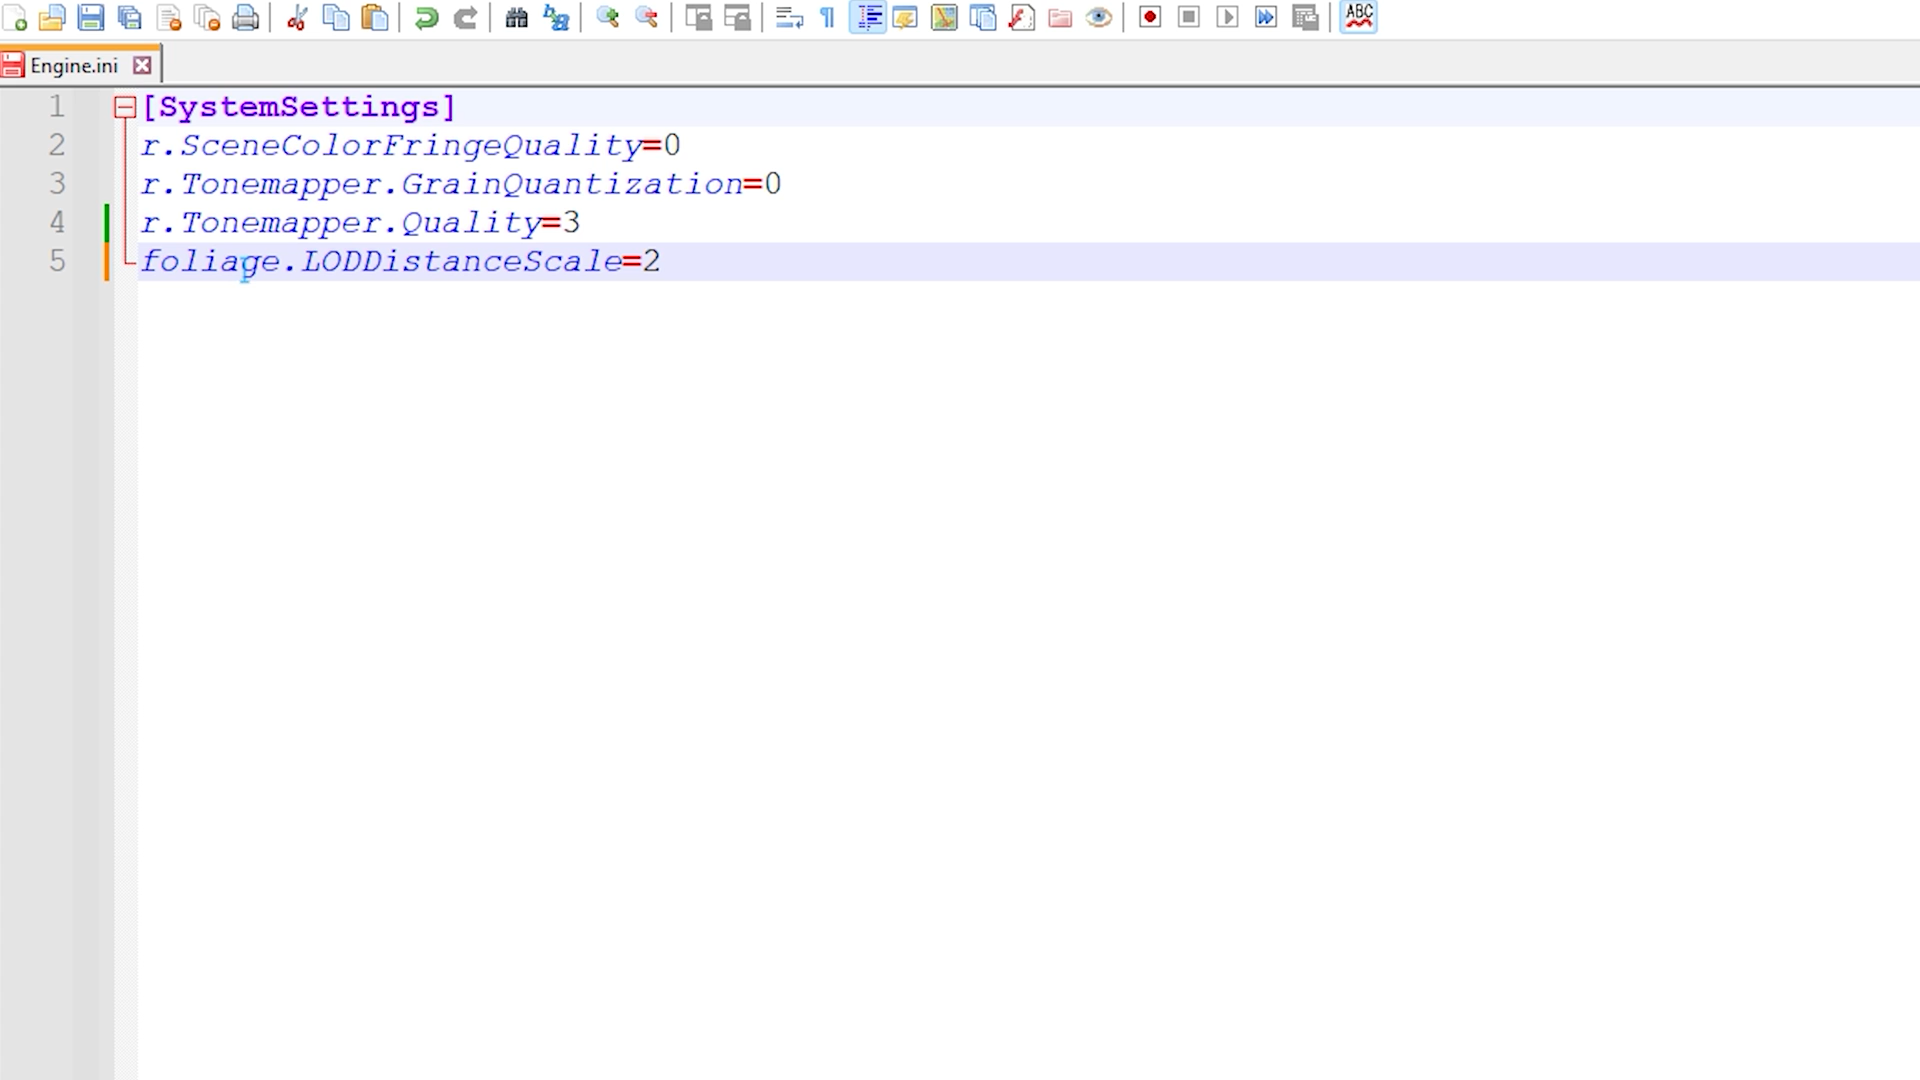 ABC
Engine.ini
1 [SystemSettings]
2 r.SceneColorFringeQuality=0
3 r.Tonemapper.GrainQuantization=0
4 r.Tonemapper.Quality=3
5 foliage.LODDistanceScale=2